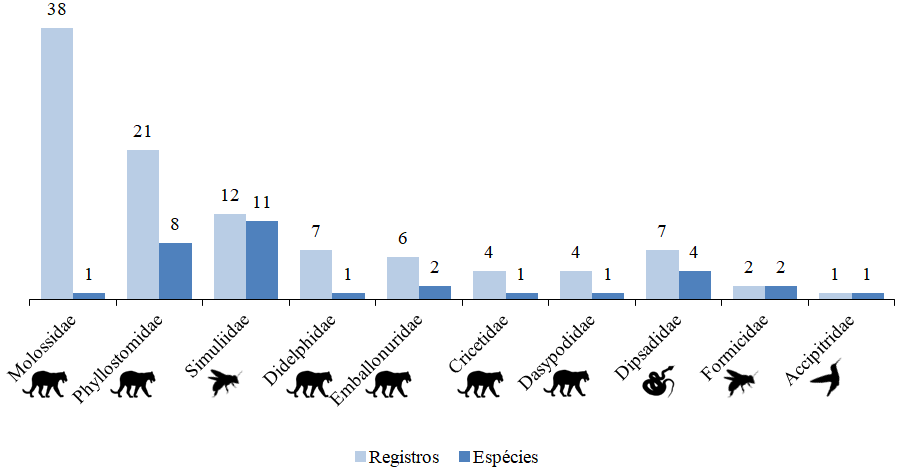 38
1
21
8
12
11
7
1
6
2
4
1
4
1
7
4
2
2
1
1
Molossidae
Phyllostomidae
Simuliidae
Didelphidae
Emballonuridae
Cricetidae
Dasypodidae
Dipsadidae
Formicidae
Accipitridae
Registros
Espécies